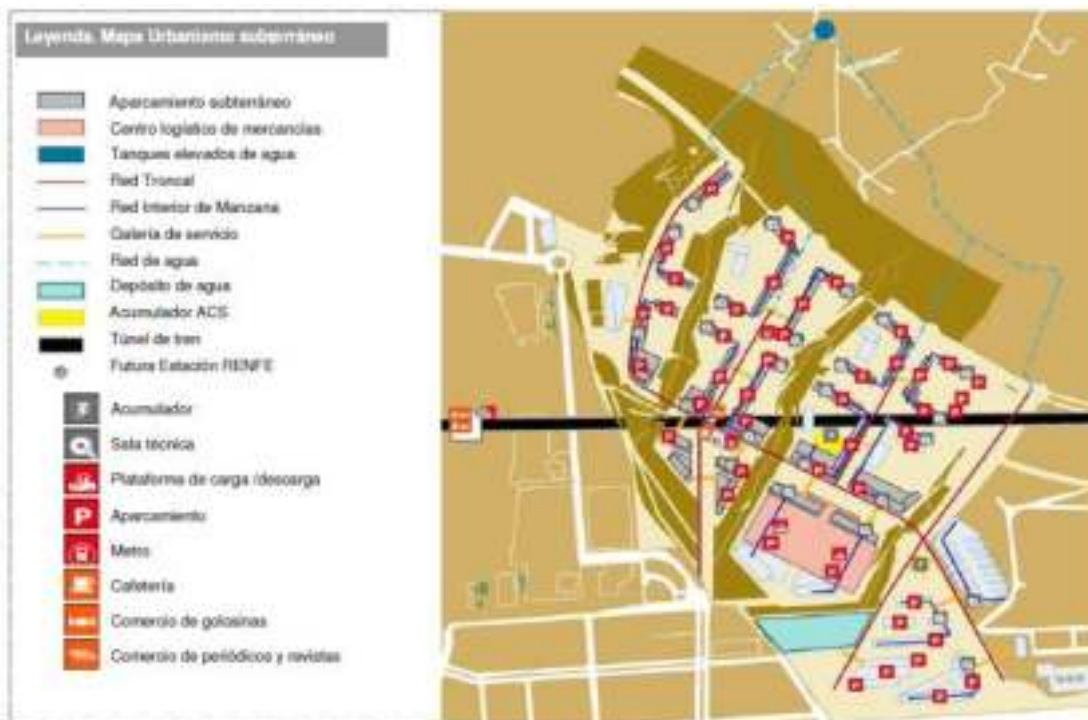 Leyenda. Mapa Urbanismo subterráneo
Aparcamiento subterráneo
Centro logístico de mercancías
Tanques elevados de agua
Red Troncal
Red Interior de Manzana
Galería de servicio
Red de agua
Depósito de agua
Acumulador ACS
Túnel de tren
Futura Estación RENFE
Acumulador
Sala técnica
Plataforma de carga /descarga
P Aparcamiento
Metro
Cafetería
Comercio de golosinas
Comercio de periódicos y revistas